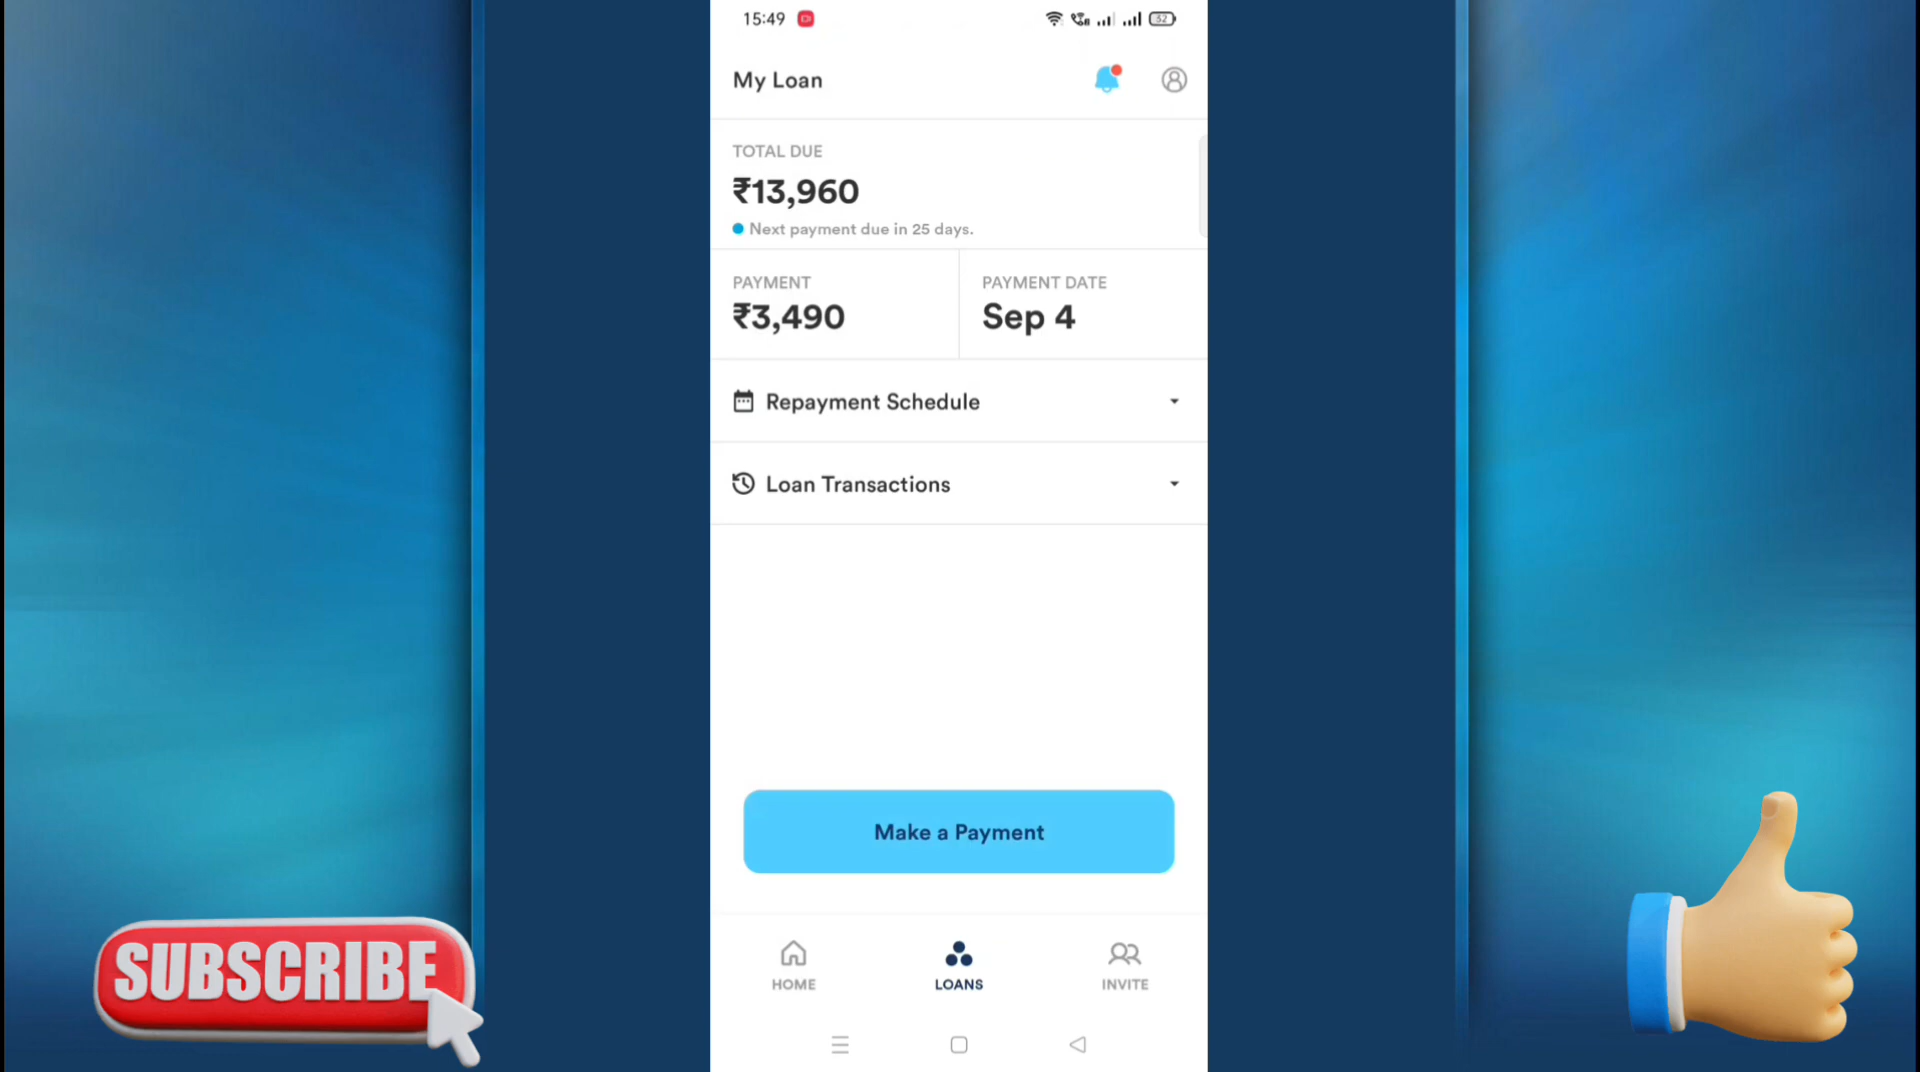 15:49
32
My Loan
TOTAL DUE
₹13,960
Next payment due in 25 days.
PAYMENT
₹3,490
PAYMENT DATE
Sep 4
Repayment Schedule
Loan Transactions
Make a Payment
HOME
LOANS
INVITE
SUBSCRIBE